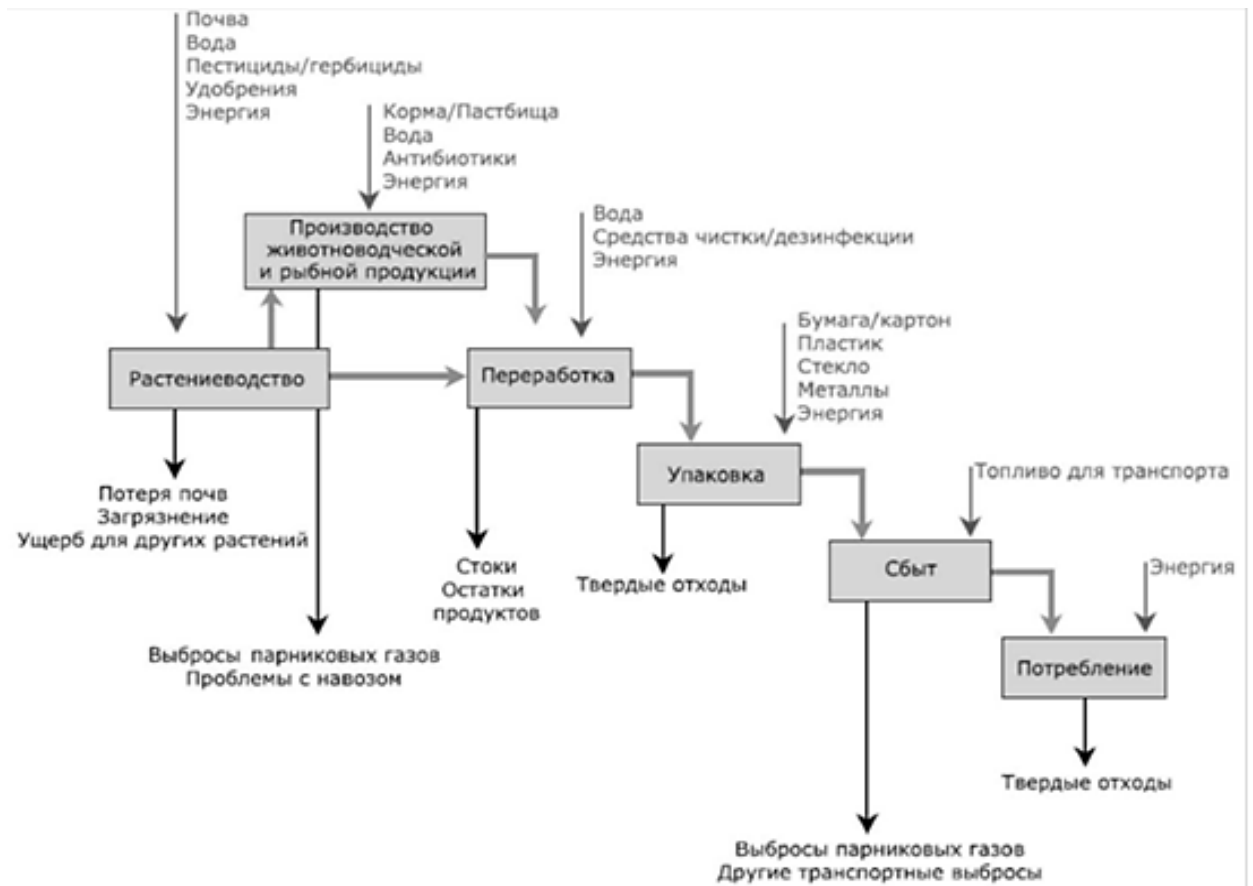 Почва
Вода
Пестициды/гербициды
Удобрения
Энергия
Корма/Пастбища
Вода
Антибиотики
Энергия
Производство
животноводческой
и рыбной продукции
Вода
Средства чистки/дезинфекции
Энергия
Бумага/картон
Пластик
Стекло
Металлы
Энергия
Растениеводство
Переработка
Упаковка
Топливо для транспорта
Потеря почв
Загрязнение
Ущерб для других растений
Стоки
Остатки
продуктов
Твердые отходы
Сбыт
Энергия
Выбросы парниковых газов
Проблемы с навозом
Потребление
Твердые отходы
Выбросы парниковых газов
Другие транспортные выбросы